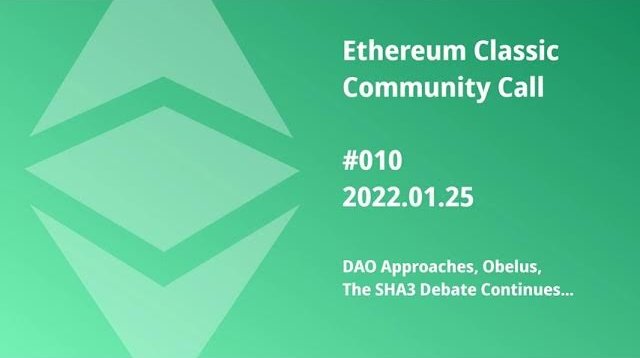 Ethereum Classic
Community Call
#010
2022.01.25
DAO Approaches, Obelus,
The SHA3 Debate Continues...